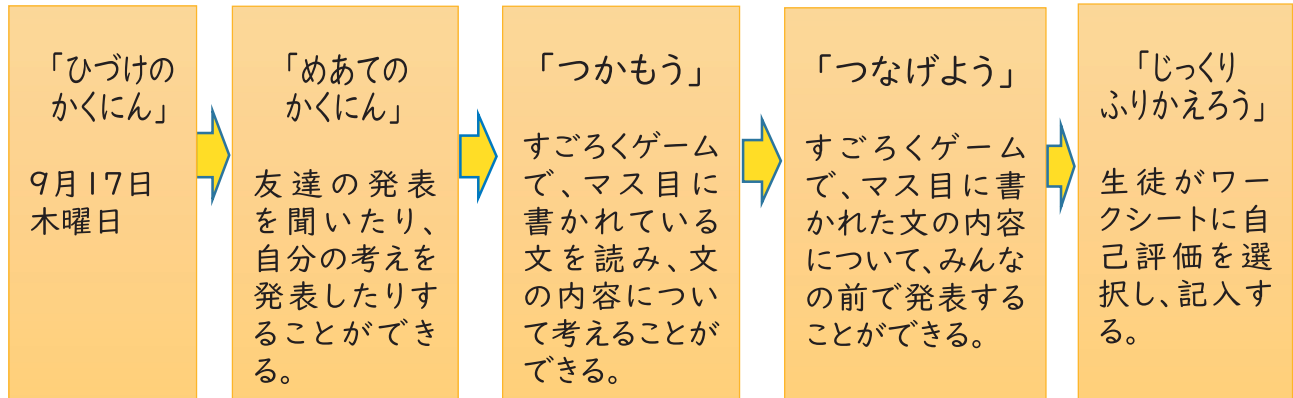 「ひづけの
かくにん」
9月17日
木曜日
「めあての
かくにん」
友達の発表
を聞いたり、
自分の考えを
発表したりす
ることができ
る。
「つかもう」
すごろくゲーム
で、マス目に
書かれている
文を読み、文
の内容につい
て考えることが
できる。
「つなげよう」
すごろくゲーム
で、マス目に書
かれた文の内容
について、みんな
の前で発表する
ことができる。
「じっくり
ふりかえろう」
生徒がワー
クシートに自
己評価を選
択し、記入す
る。